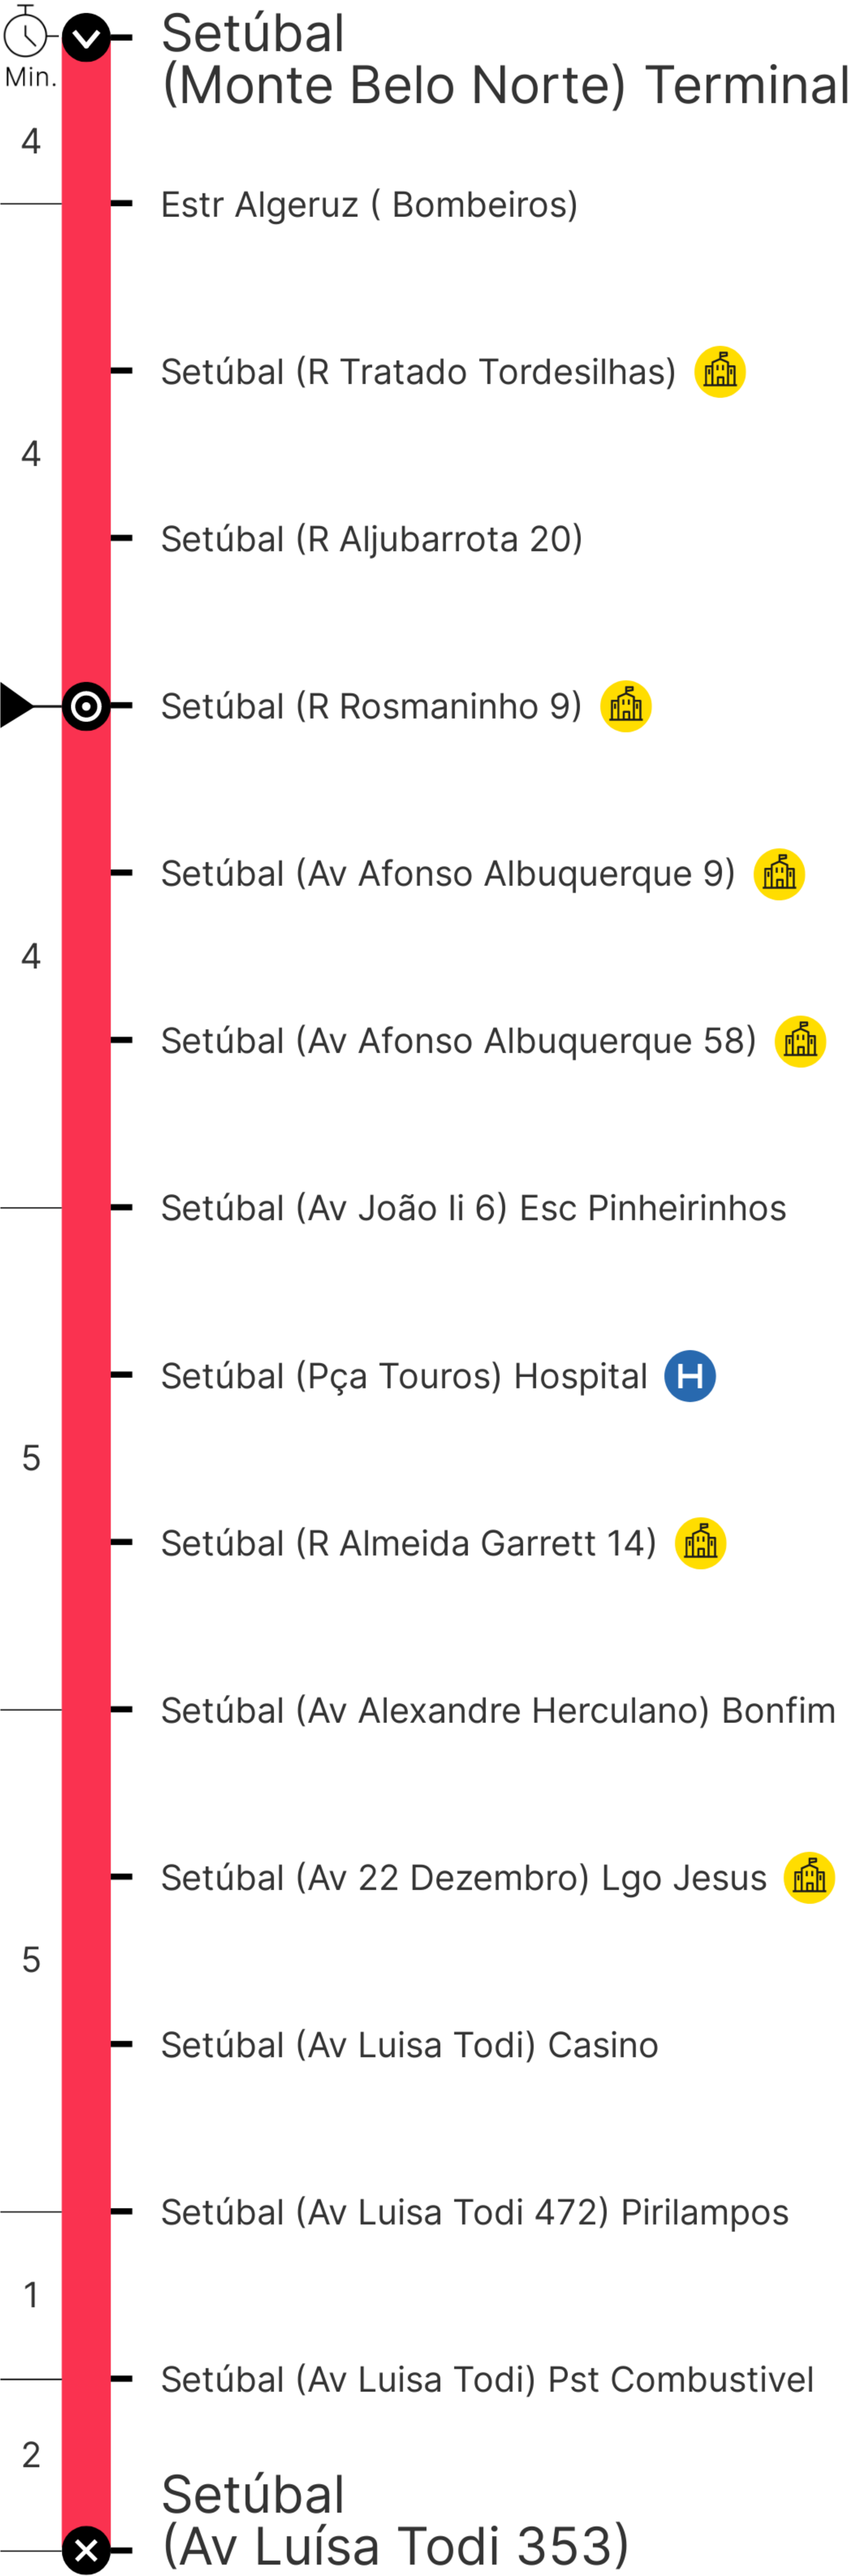 Setúbal
(Monte Belo Norte) Terminal
Min.
4
Estr Algeruz ( Bombeiros)
Setúbal (R Tratado Tordesilhas)
4
Setúbal (R Aljubarrota 20)
Setúbal (R Rosmaninho 9)
Setúbal (Av Afonso Albuquerque 9)
4
Setúbal (Av Afonso Albuquerque 58)
Setúbal (Av João Ii 6) Esc Pinheirinhos
Setúbal (Pça Touros) Hospital H
5
Setúbal (R Almeida Garrett 14)
Setúbal (Av Alexandre Herculano) Bonfim
Setúbal (Av 22 Dezembro) Lgo Jesus
5
Setúbal (Av Luisa Todi) Casino
Setúbal (Av Luisa Todi 472) Pirilampos
1
Setúbal (Av Luisa Todi) Pst Combustivel
2
Setúbal
(Av Luísa Todi 353)